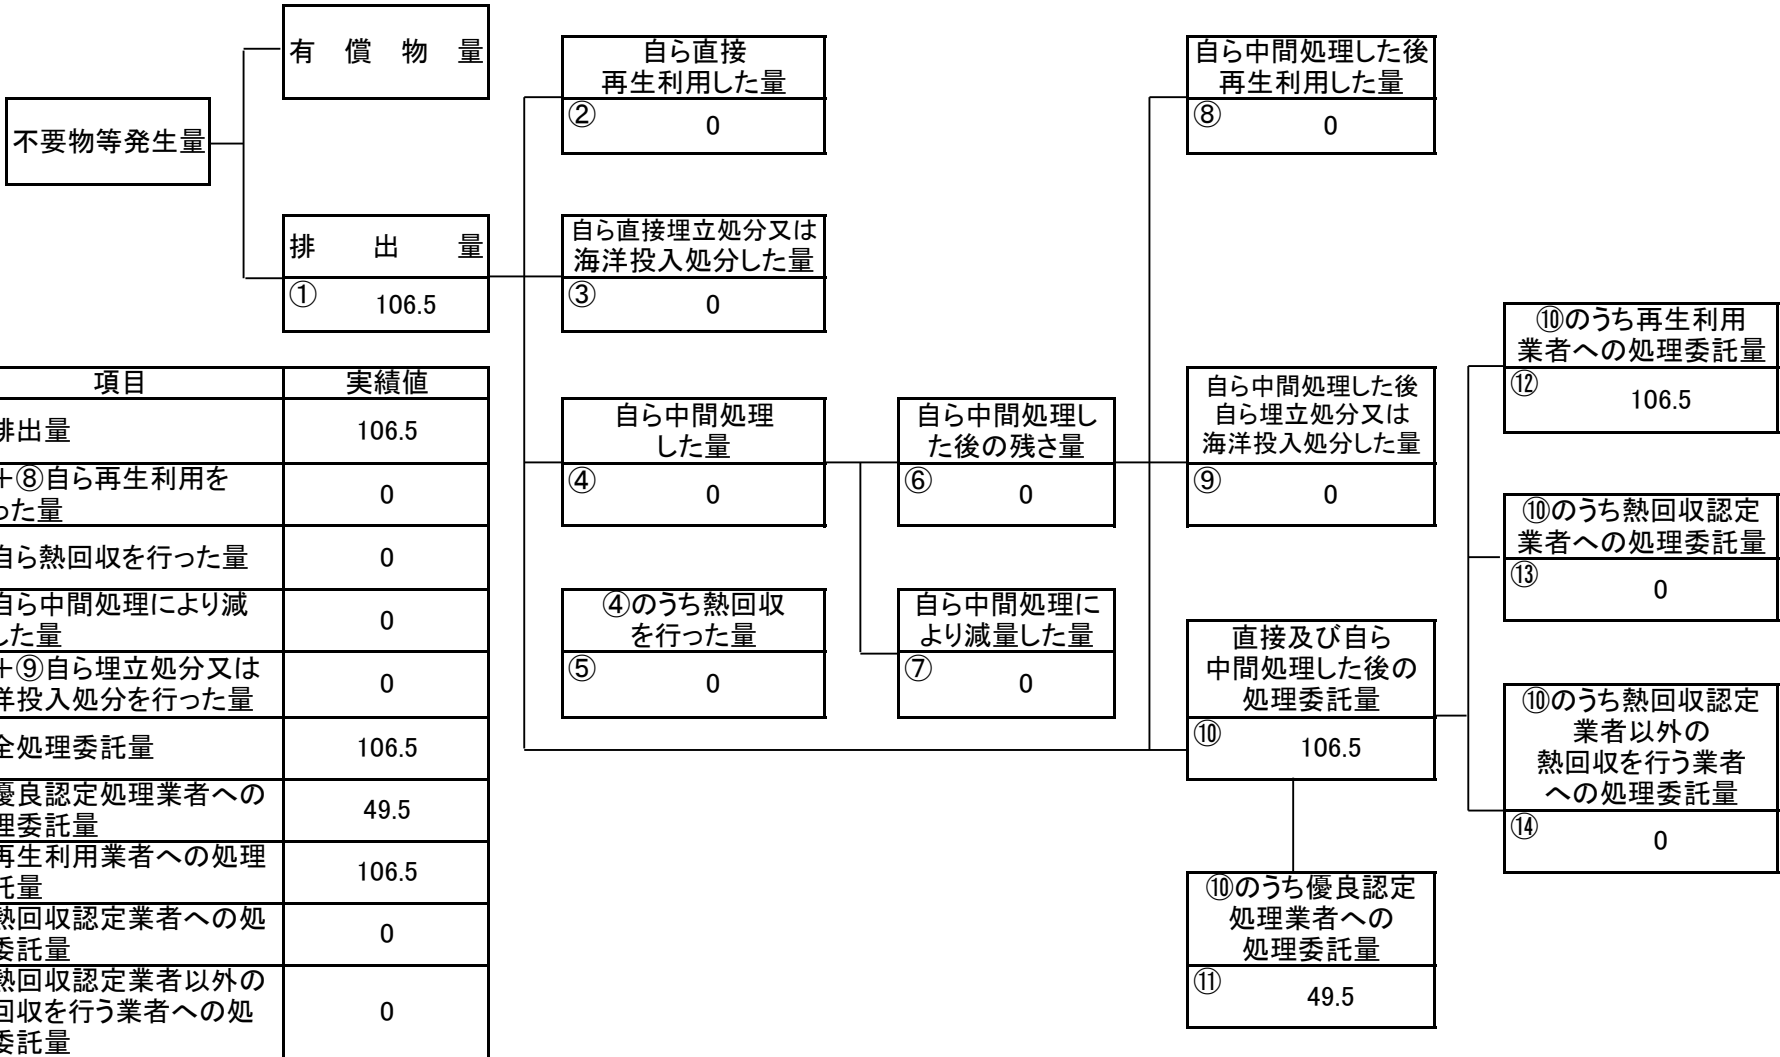 有償物量
不要物等発生量
排出量
① 106.5
自ら直接
再生利用した量
② 0
自ら直接埋立処分又は
海洋投入処分した量
③ 0
自ら中間処理
した量
④ 0
④のうち熱回収
を行った量
⑤ 0
自ら中間処理し
た後の残さ量
⑥ 0
自ら中間処理に
より減量した量
⑦ 0
自ら中間処理した後
再生利用した量
⑧ 0
自ら中間処理した後
自ら埋立処分又は
海洋投入処分した量
⑨ 0
直接及び自ら
中間処理した後の
処理委託量
⑩ 106.5
⑩のうち優良認定
処理業者への
処理委託量
⑪ 49.5
⑩のうち再生利用
業者への処理委託量
⑫ 106.5
⑩のうち熱回収認定
業者への処理委託量
⑬ 0
⑩のうち熱回収認定
業者以外の
熱回収を行う業者
への処理委託量
⑭ 0
項目 実績値
排出量 106.5
+⑧自ら再生利用を
った量 0
自ら熱回収を行った量 0
自ら中間処理により減
した量 0
+⑨自ら埋立処分又は
洋投入処分を行った量 0
全処理委託量 106.5
優良認定処理業者への
理委託量 49.5
再生利用業者への処理
託量 106.5
熱回収認定業者への処
委託量 0
熱回収認定業者以外の
回収を行う業者への処
委託量 0